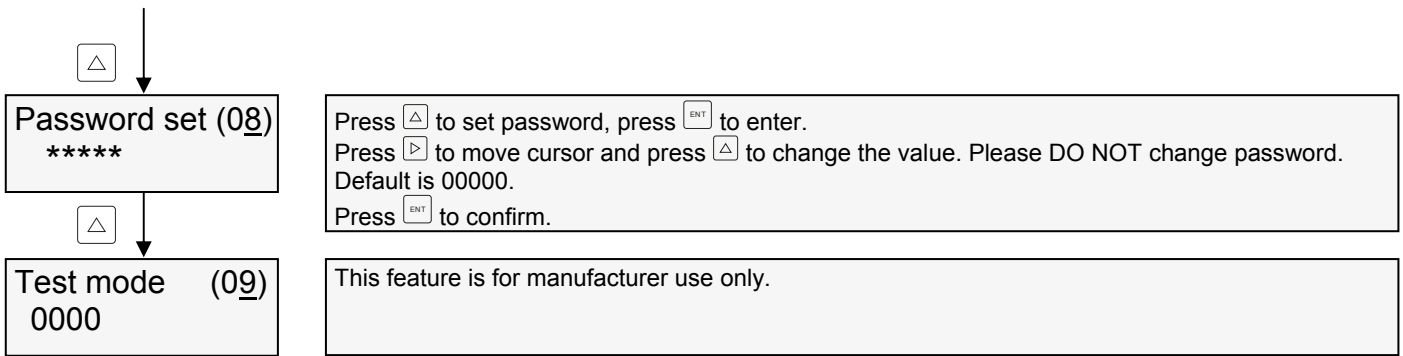 Password set (08)
*****
Press △ to set password, press ENT to enter.
Press ▷ to move cursor and press △ to change the value. Please DO NOT change password.
Default is 00000.
Press ENT to confirm.
Test mode (09)
0000
This feature is for manufacturer use only.